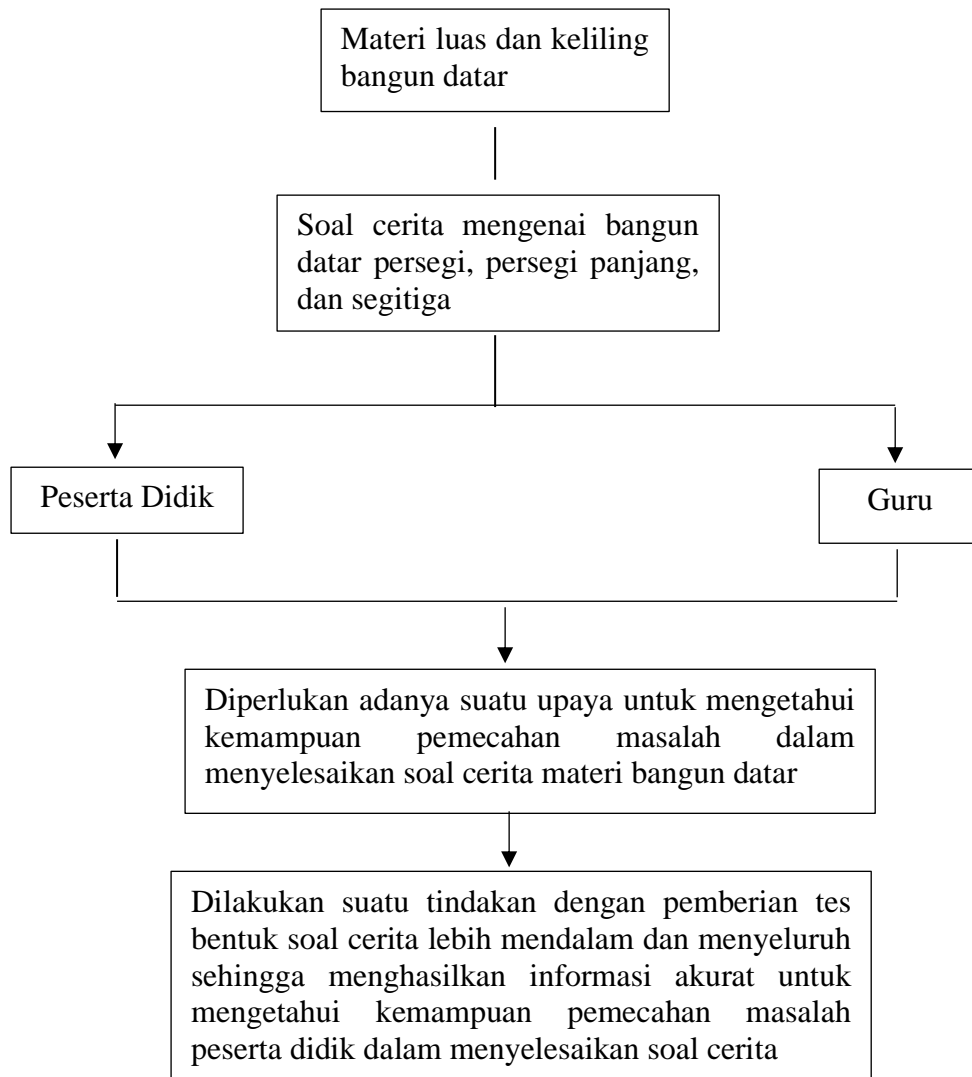 Materi luas dan keliling
bangun datar
Soal cerita mengenai bangun
datar persegi, persegi panjang,
dan segitiga
Peserta Didik
Guru
Diperlukan adanya suatu upaya untuk mengetahui
kemampuan pemecahan masalah dalam
menyelesaikan soal cerita materi bangun datar
Dilakukan suatu tindakan dengan pemberian tes
bentuk soal cerita lebih mendalam dan menyeluruh
sehingga menghasilkan informasi akurat untuk
mengetahui kemampuan pemecahan masalah
peserta didik dalam menyelesaikan soal cerita